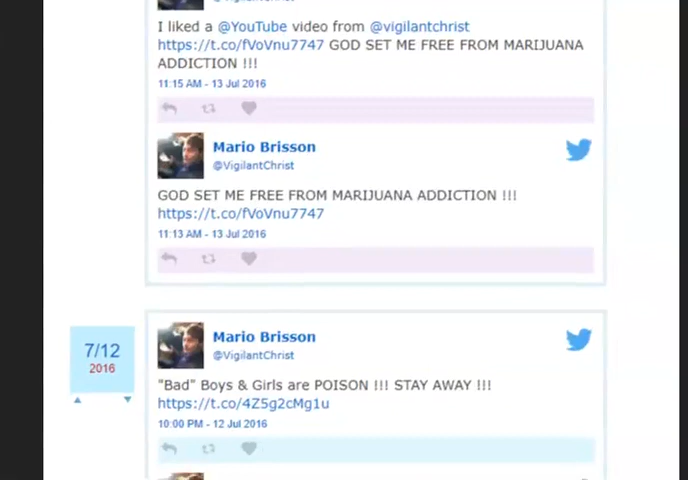 @VigilantChrist
I liked a @YouTube video from @vigilantchrist
https://t.co/fVoVnu7747 GOD SET ME FREE FROM MARIJUANA
ADDICTION !!!
11:15 AM - 13 Jul 2016
Mario Brisson
@VigilantChrist
GOD SET ME FREE FROM MARIJUANA ADDICTION !!!
https://t.co/fVoVnu7747
11:13 AM - 13 Jul 2016
7/12
2016
Mario Brisson
@VigilantChrist
"Bad" Boys & Girls are POISON !!! STAY AWAY !!!
https://t.co/4Z5g2cMg1u
10:00 PM - 12 Jul 2016